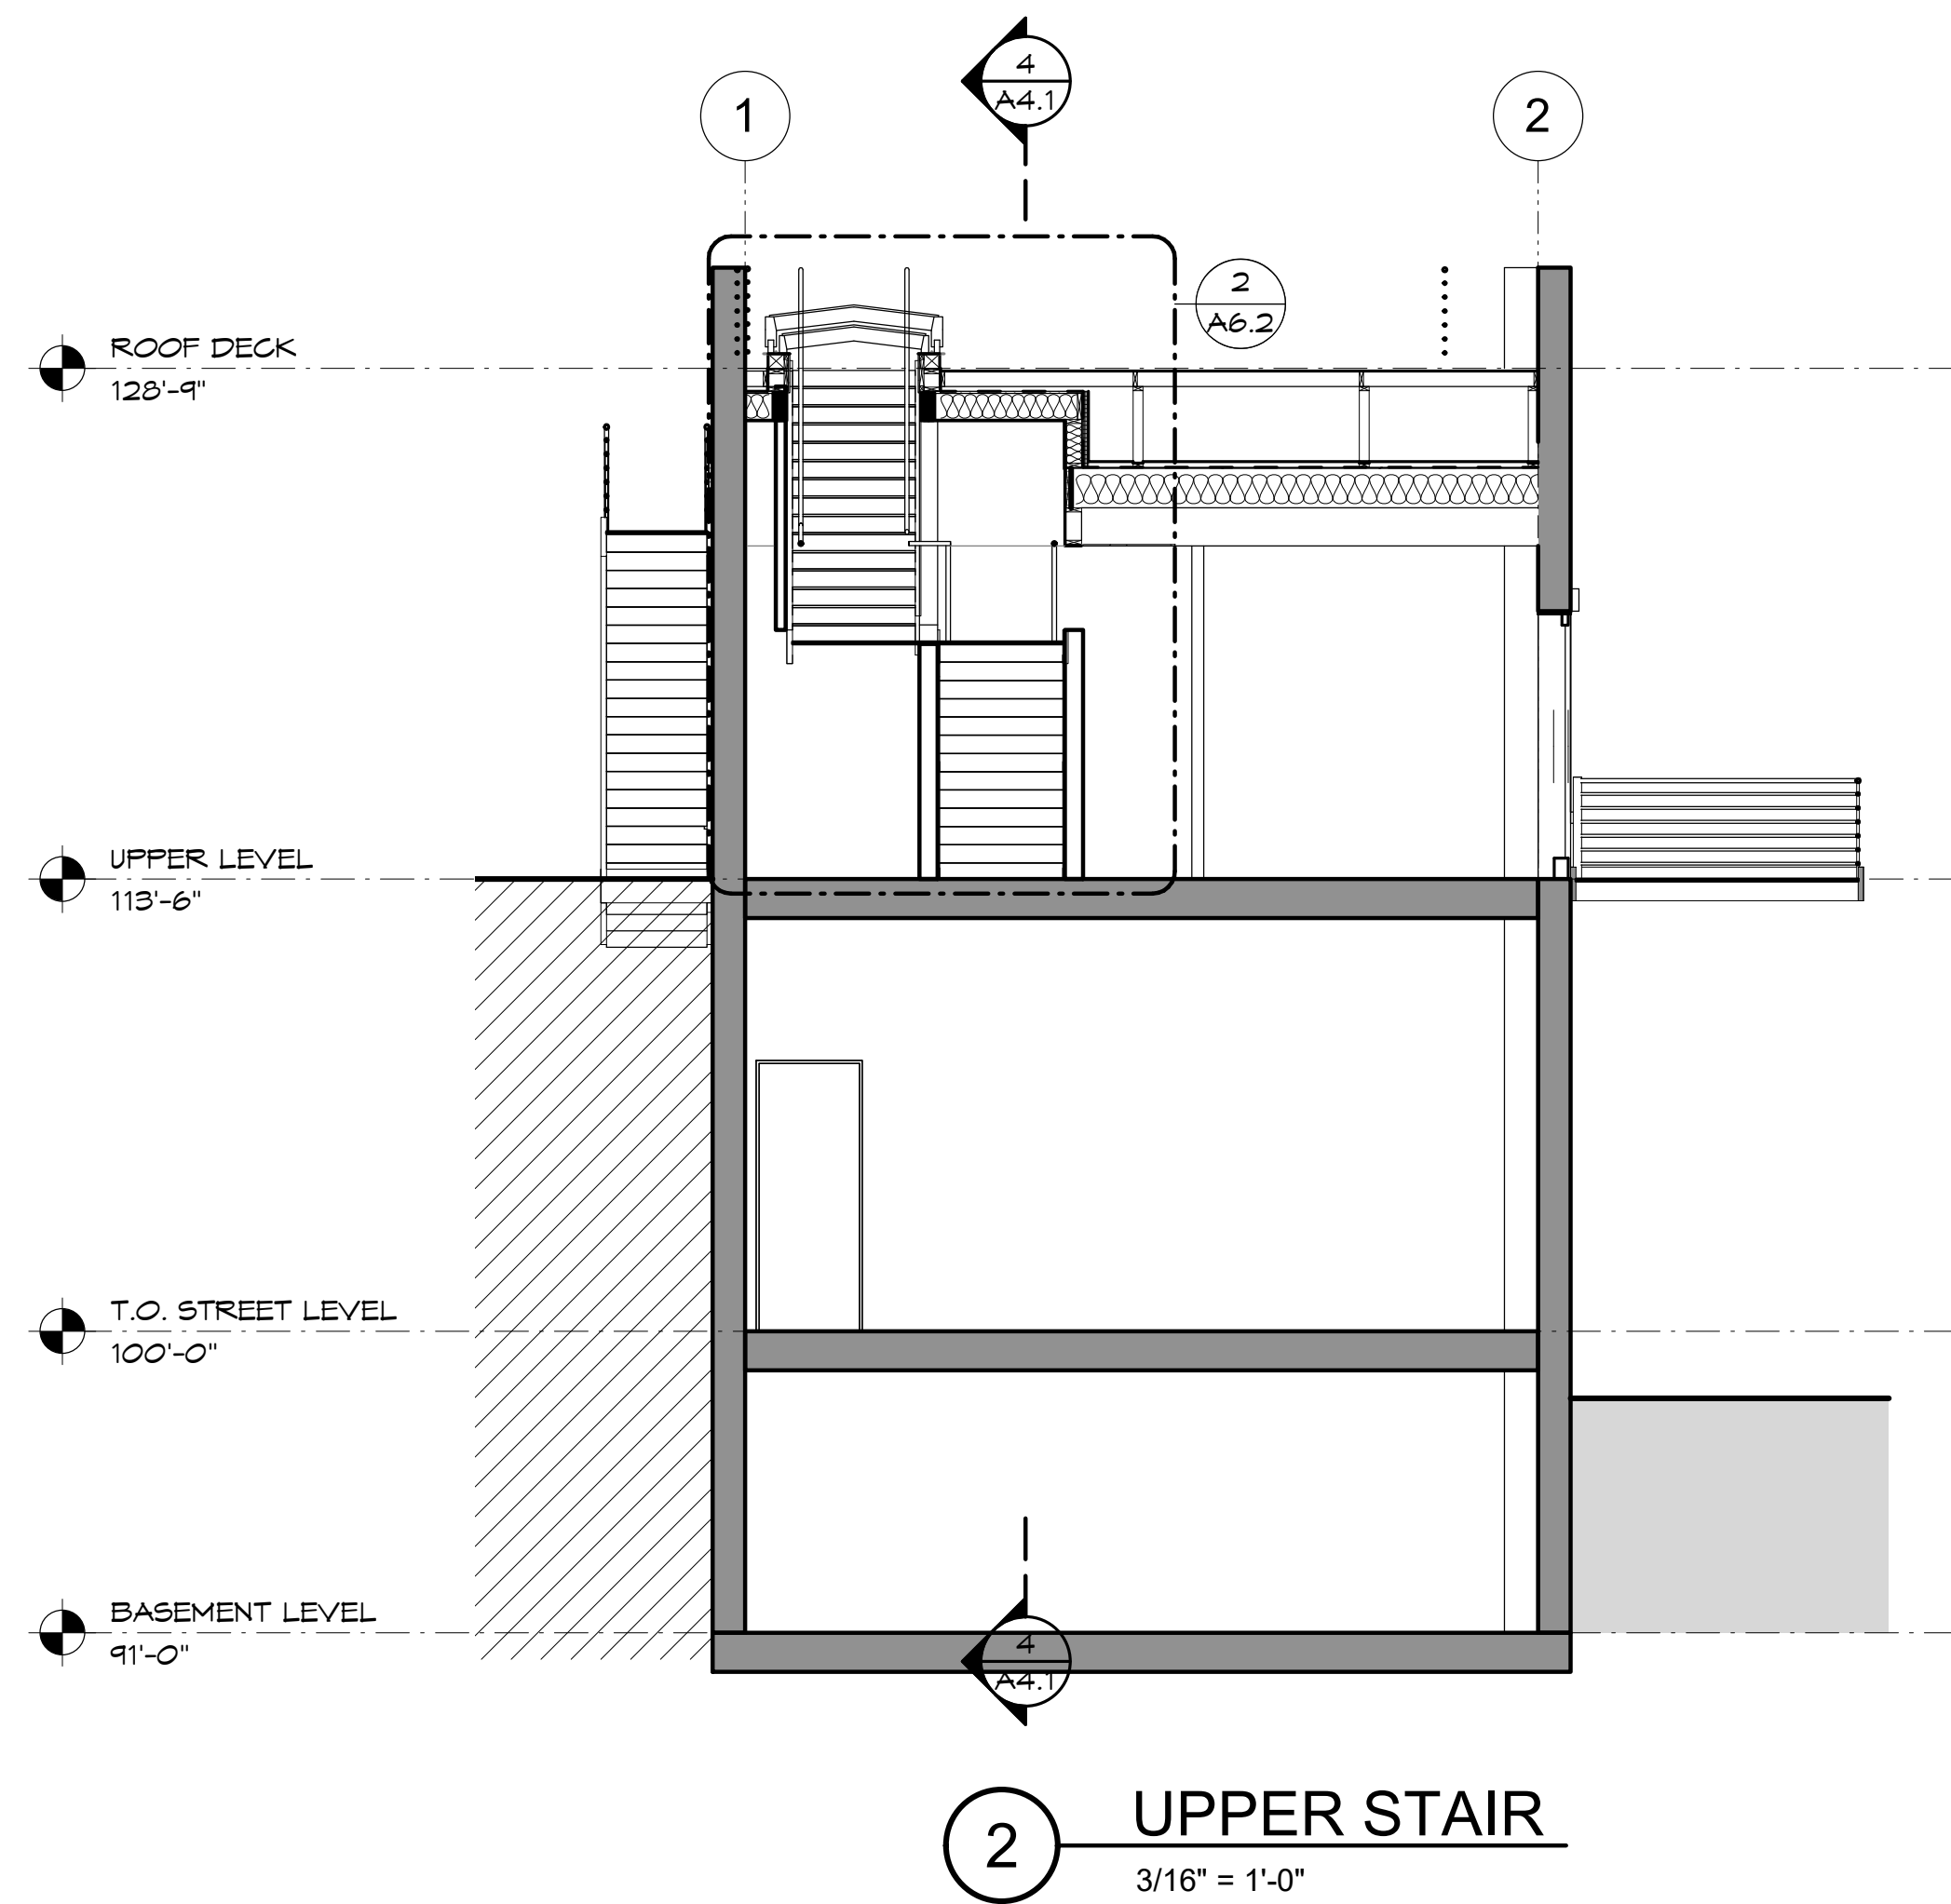 4
A4.1
1
2
2
A6.2
ROOF DECK
128'-9"
UPPER LEVEL
113'-6"
T.O. STREET LEVEL
100'-0"
BASEMENT LEVEL
91'-0"
4
A4.1
2
UPPER STAIR
3/16" = 1'-0"